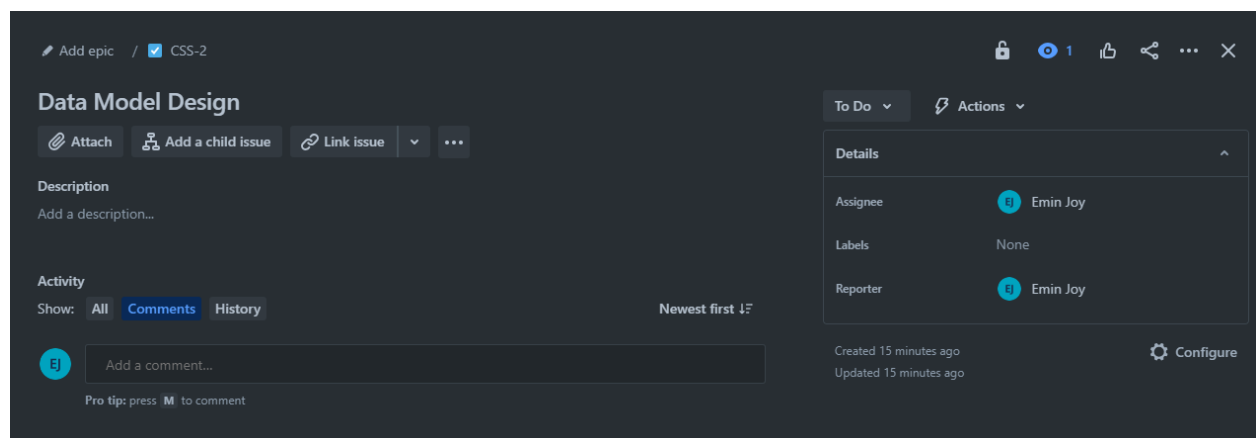 Add epic / CSS-2
1
Data Model Design
To Do
Actions
Attach
Add a child issue
Link issue
Details
Description
Add a description...
Assignee
EJ Emin Joy
Labels
None
Reporter
EJ Emin Joy
Activity
Show: All Comments History
Newest first
EJ
Add a comment...
Pro tip: press M to comment
Created 15 minutes ago
Updated 15 minutes ago
Configure